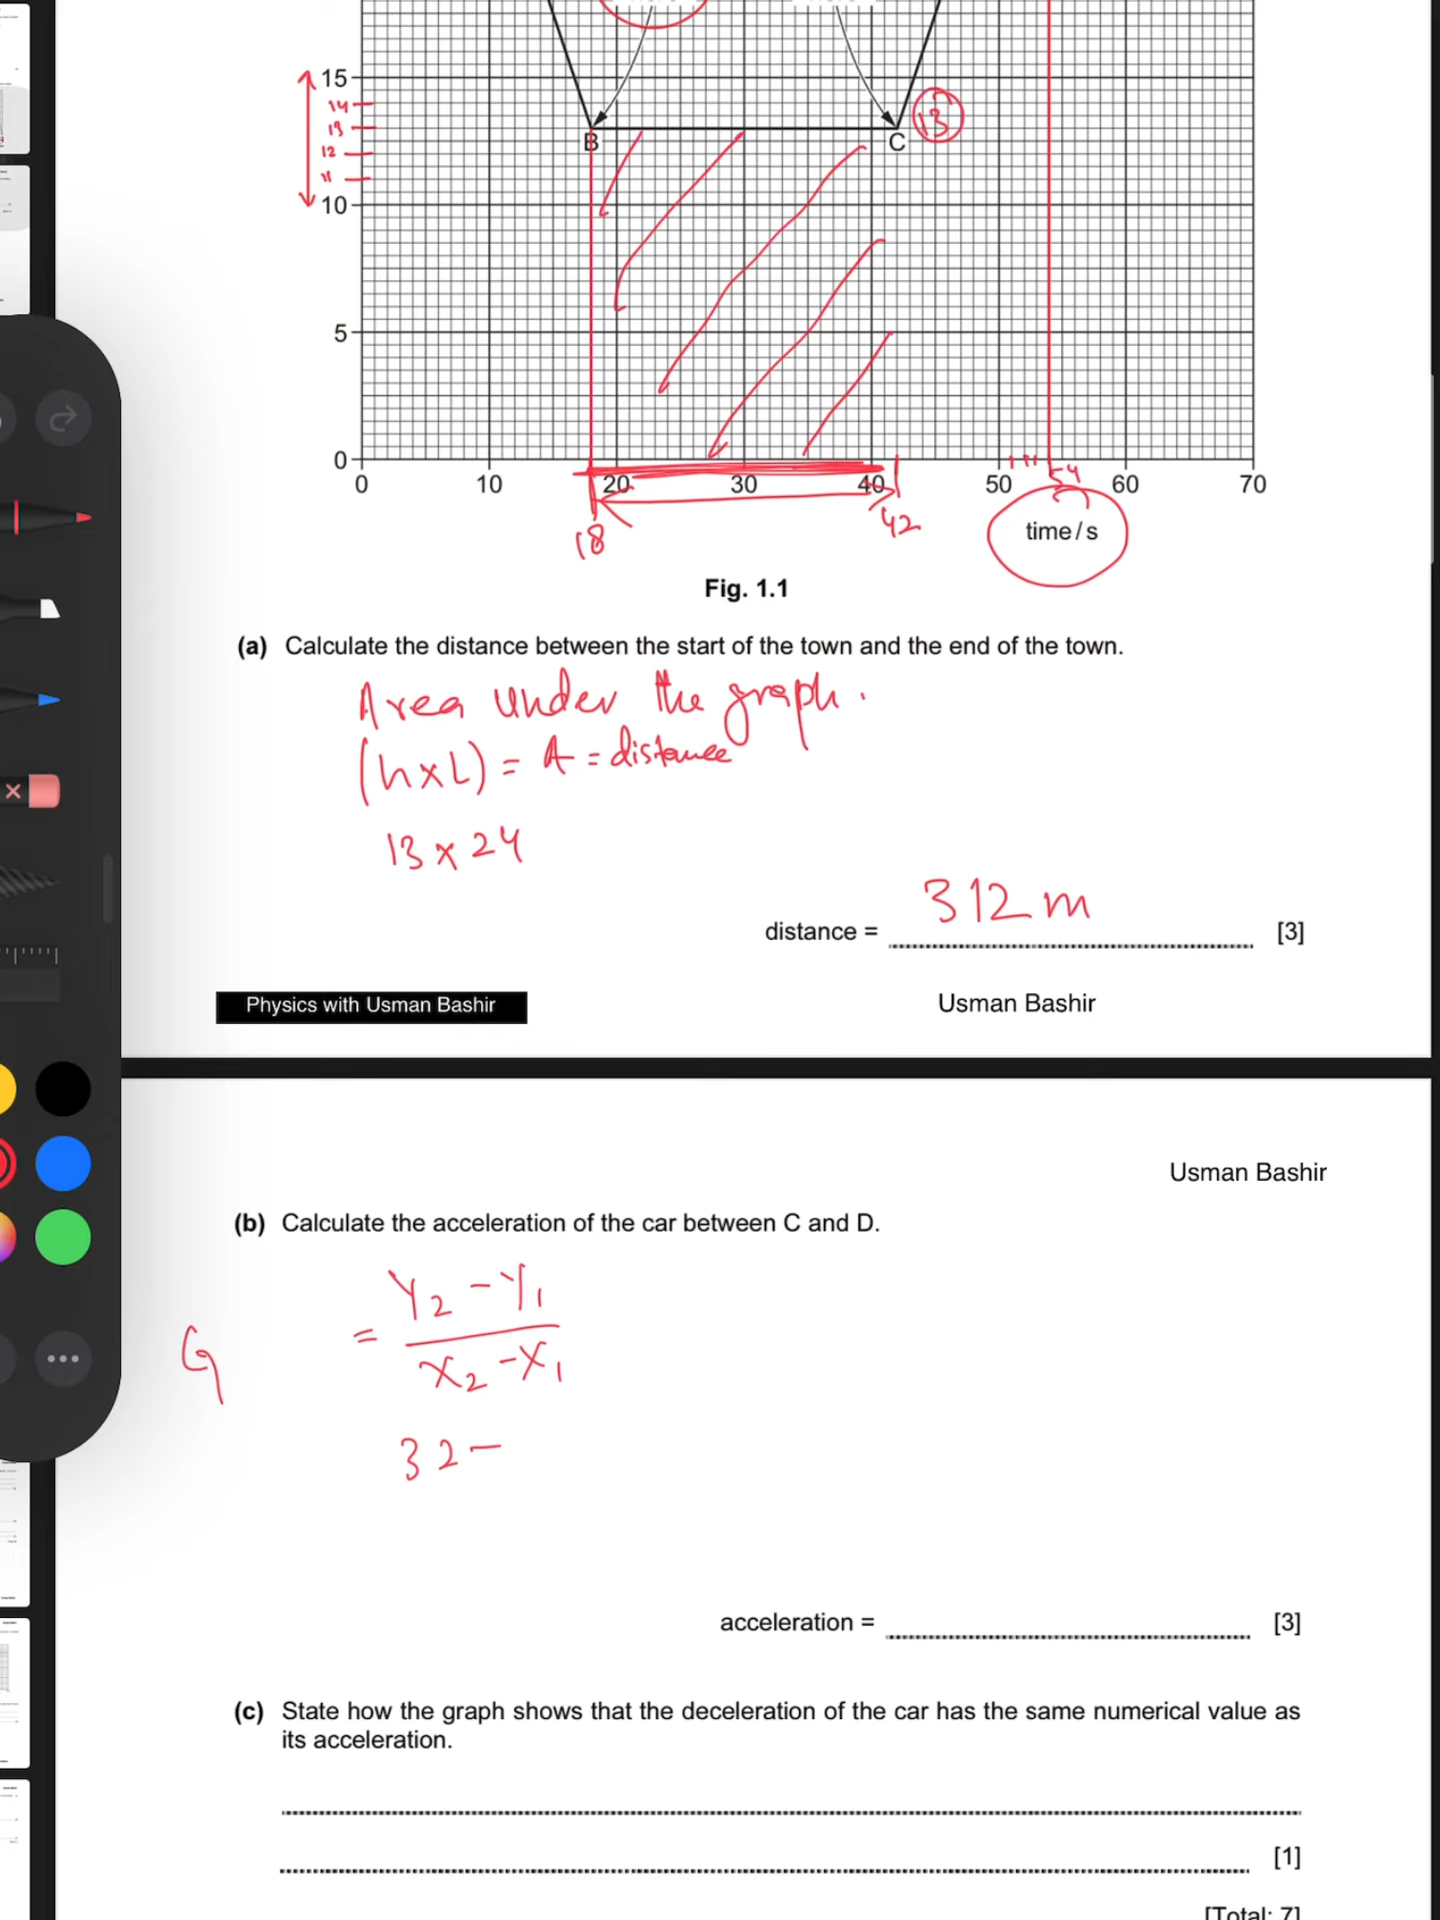 15
14
13
12
11
10
5
0
B
C
13
0 10 20 30 40 50 60 70
54
18
42
time / s
Fig. 1.1
(a) Calculate the distance between the start of the town and the end of the town.
Area under the graph.
(h x L) = A = distance
13 x 24
312 m
distance = [3]
Physics with Usman Bashir
Usman Bashir
Usman Bashir
(b) Calculate the acceleration of the car between C and D.
G = Y2 - Y1
X2 - X1
32 -
acceleration = [3]
(c) State how the graph shows that the deceleration of the car has the same numerical value as
its acceleration.
[1]
[Total: 7]